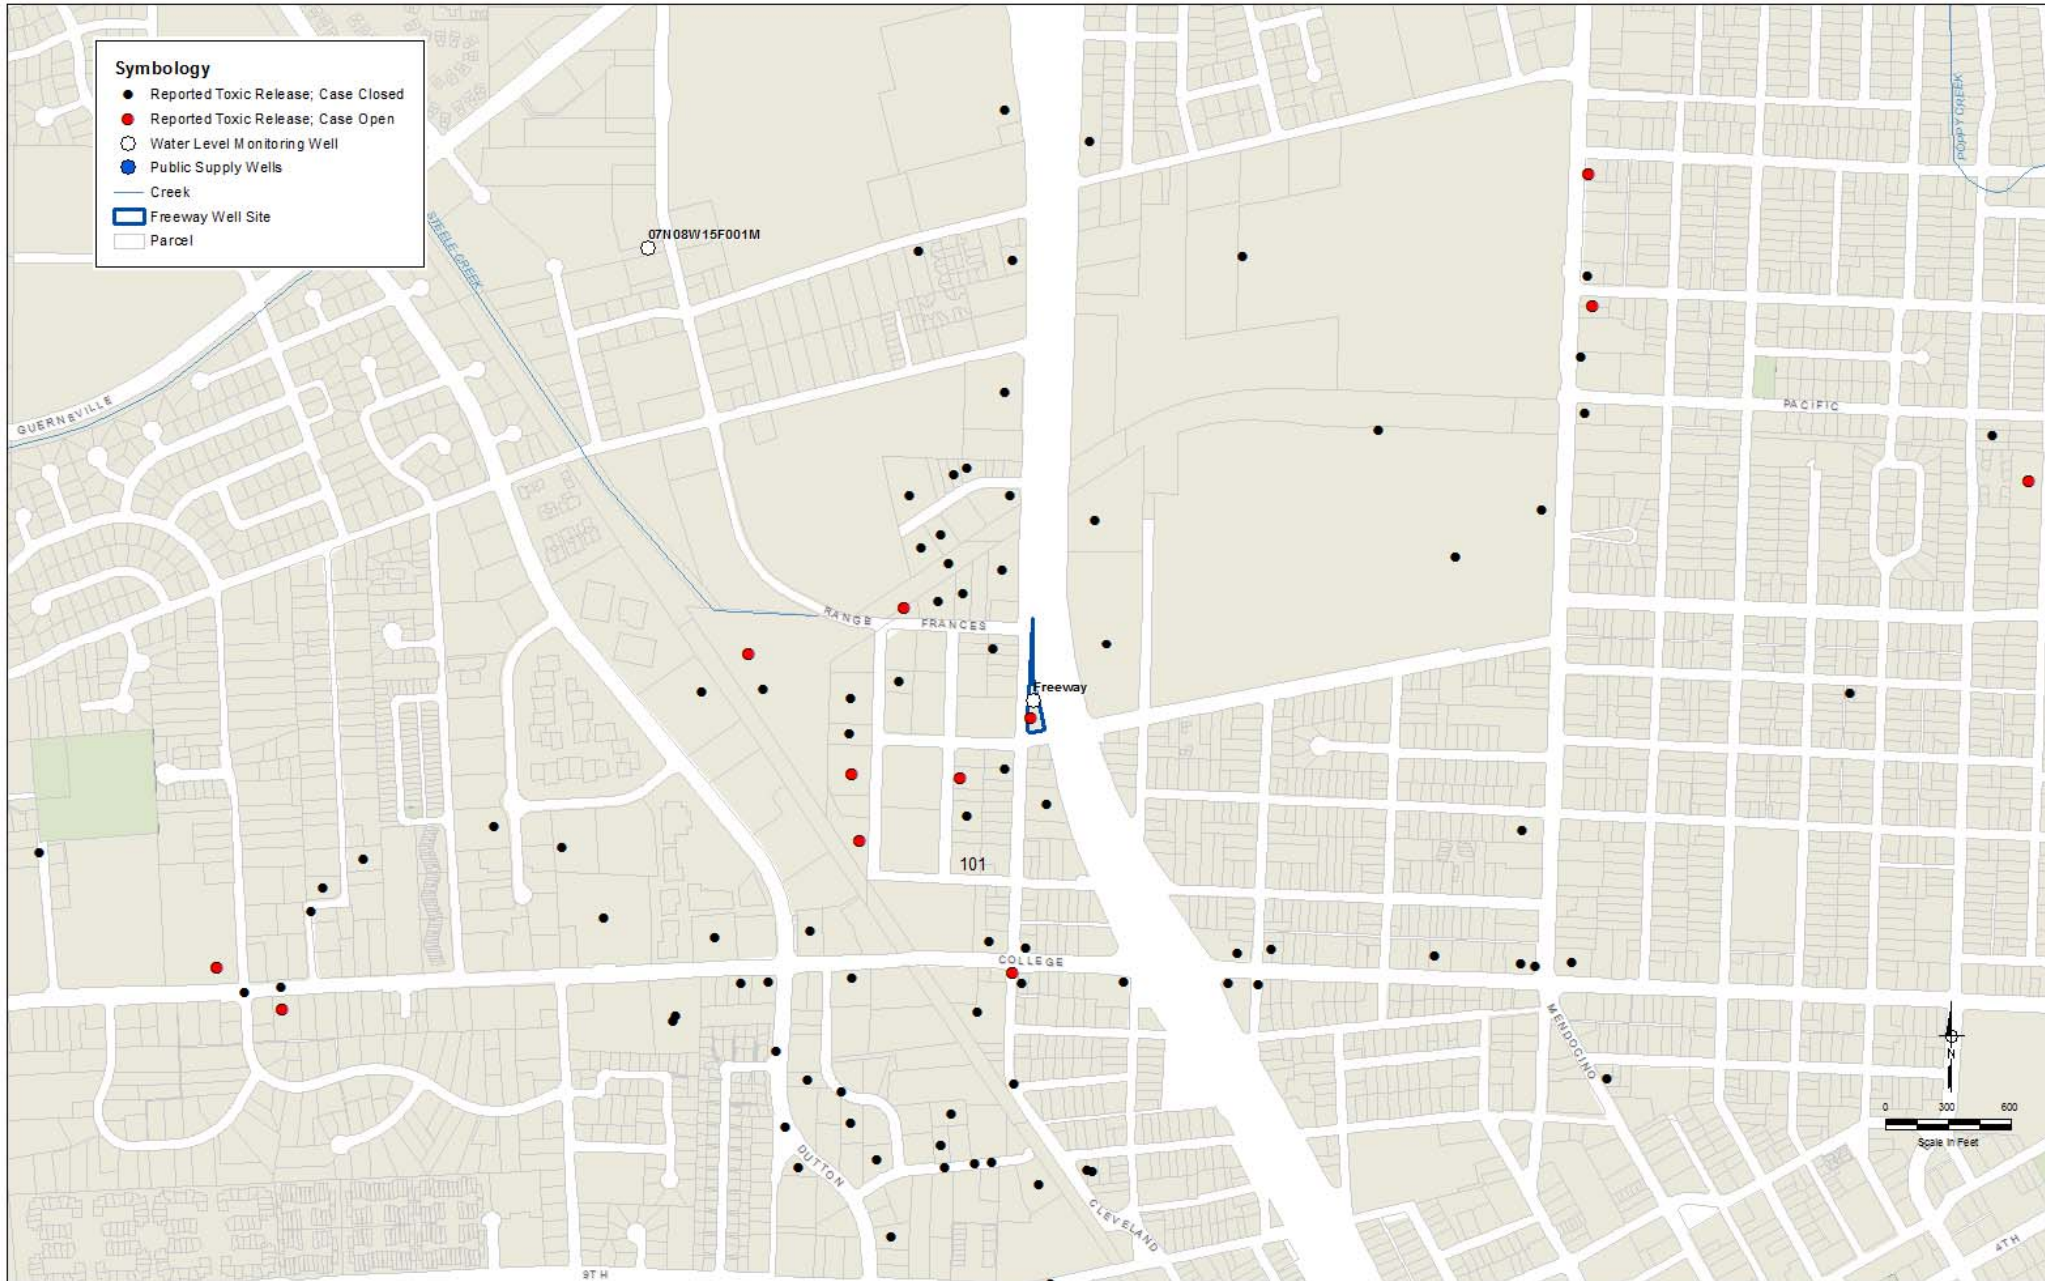 Symbology
Reported Toxic Release; Case Closed
Reported Toxic Release; Case Open
Water Level Monitoring Well
Public Supply Wells
Creek
Freeway Well Site
Parcel
POPPY CREEK
STEELE CREEK
07N08W15F001M
GUERNEVILLE
PACIFIC
RANGE
FRANCES
Freeway
101
COLLEGE
MENDOCINO
N
0 300 600
Scale In Feet
DUTTON
CLEVELAND
4TH
9TH